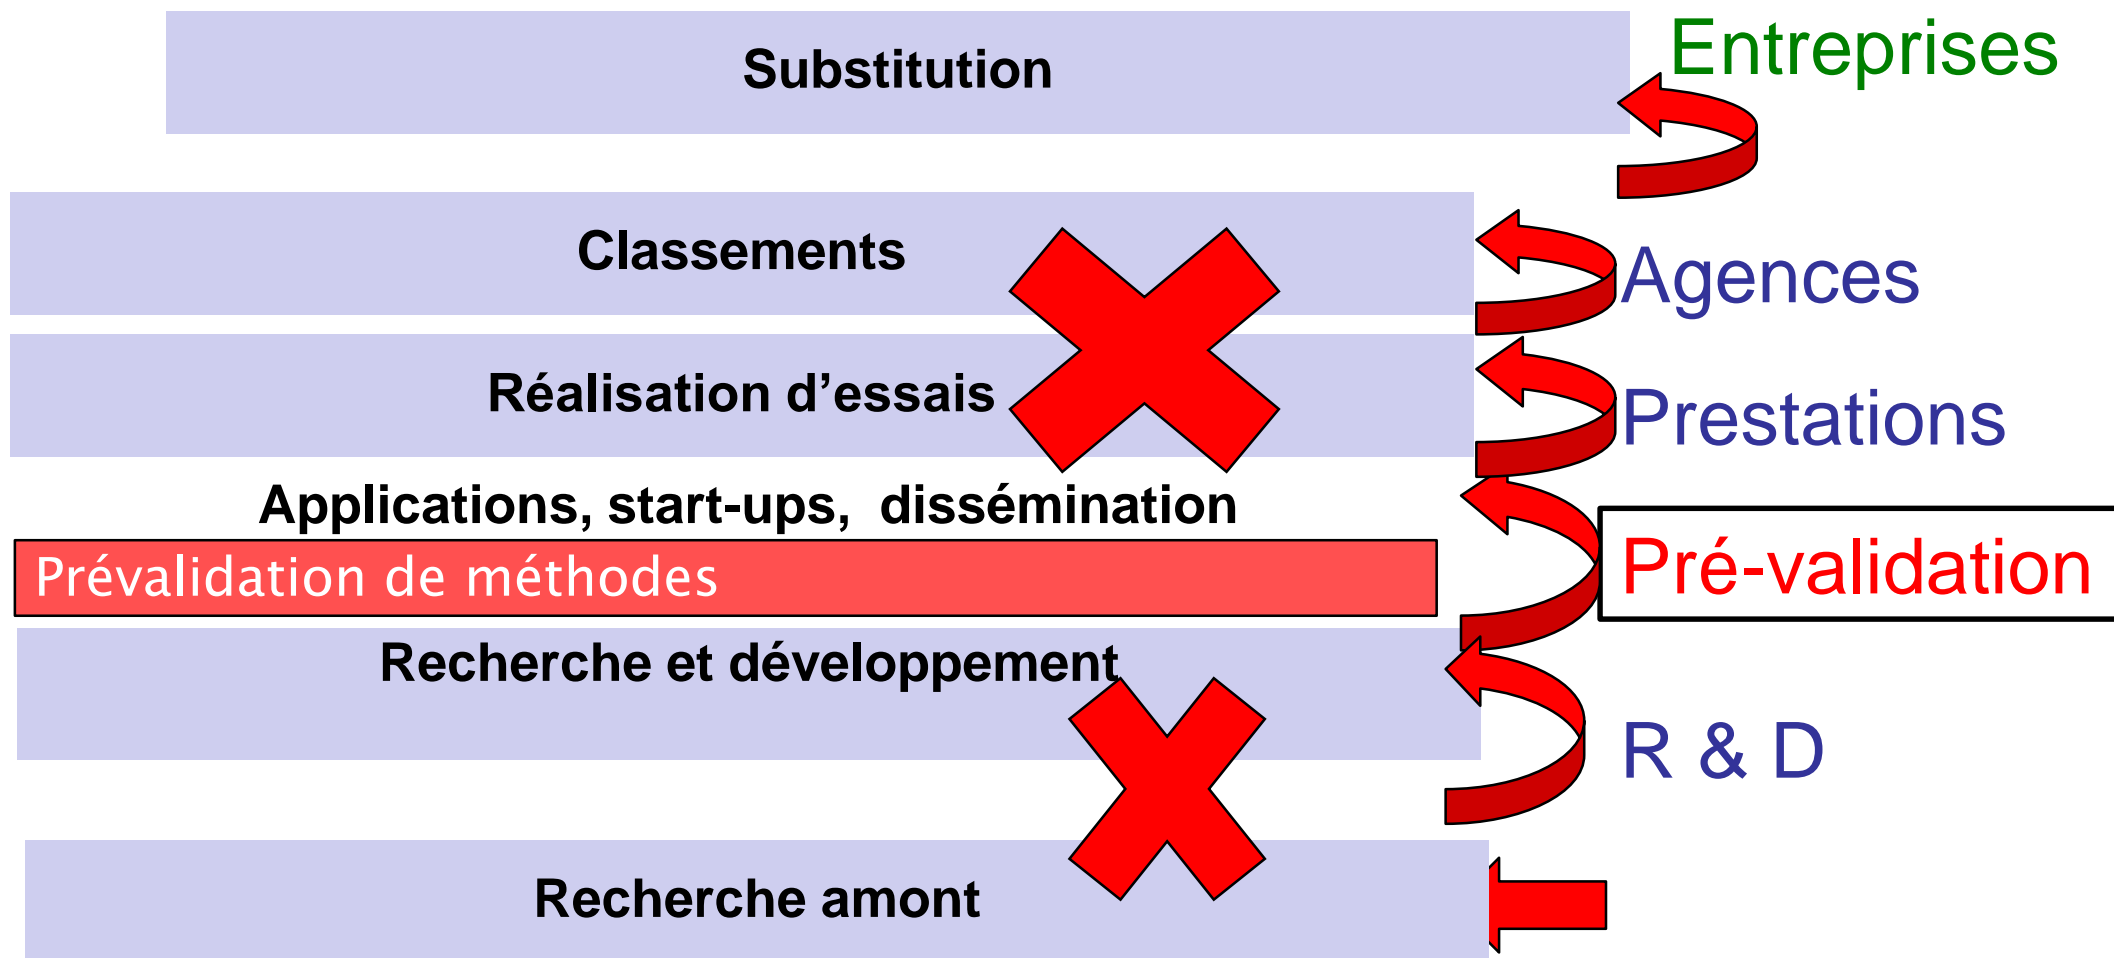 Substitution
Entreprises
Classements
Agences
Réalisation d’essais
Prestations
Applications, start-ups,  dissémination
Prévalidation de méthodes
Pré-validation
Recherche et développement
R & D
Recherche amont